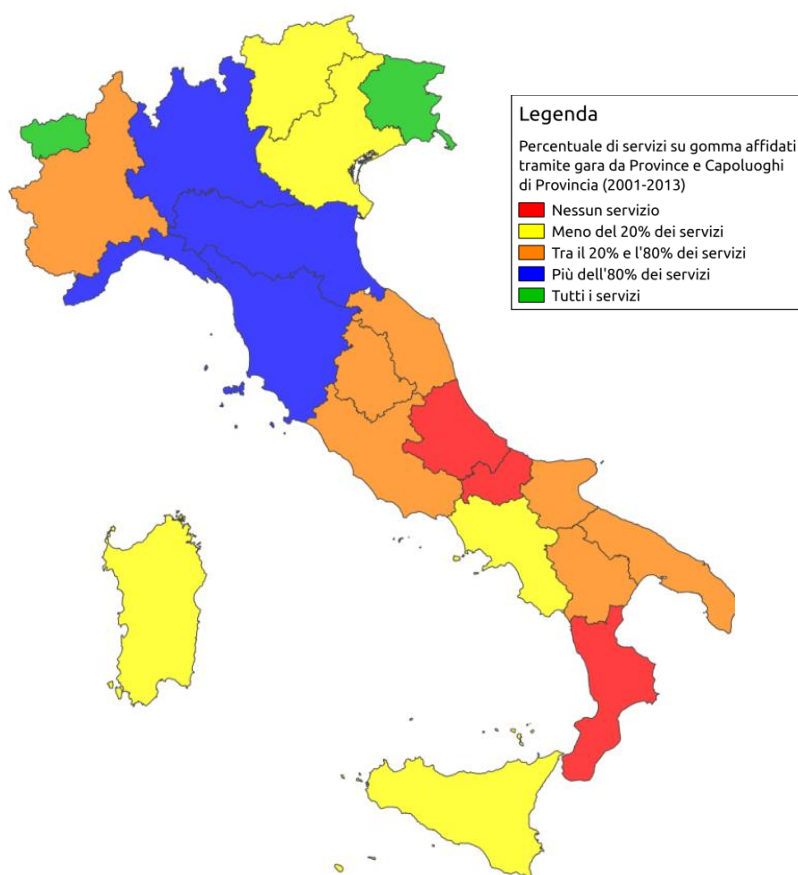 Legenda
Percentuale di servizi su gomma affidati
tramite gara da Province e Capoluoghi
di Provincia (2001-2013)
Nessun servizio
Meno del 20% dei servizi
Tra il 20% e l'80% dei servizi
Più dell'80% dei servizi
Tutti i servizi